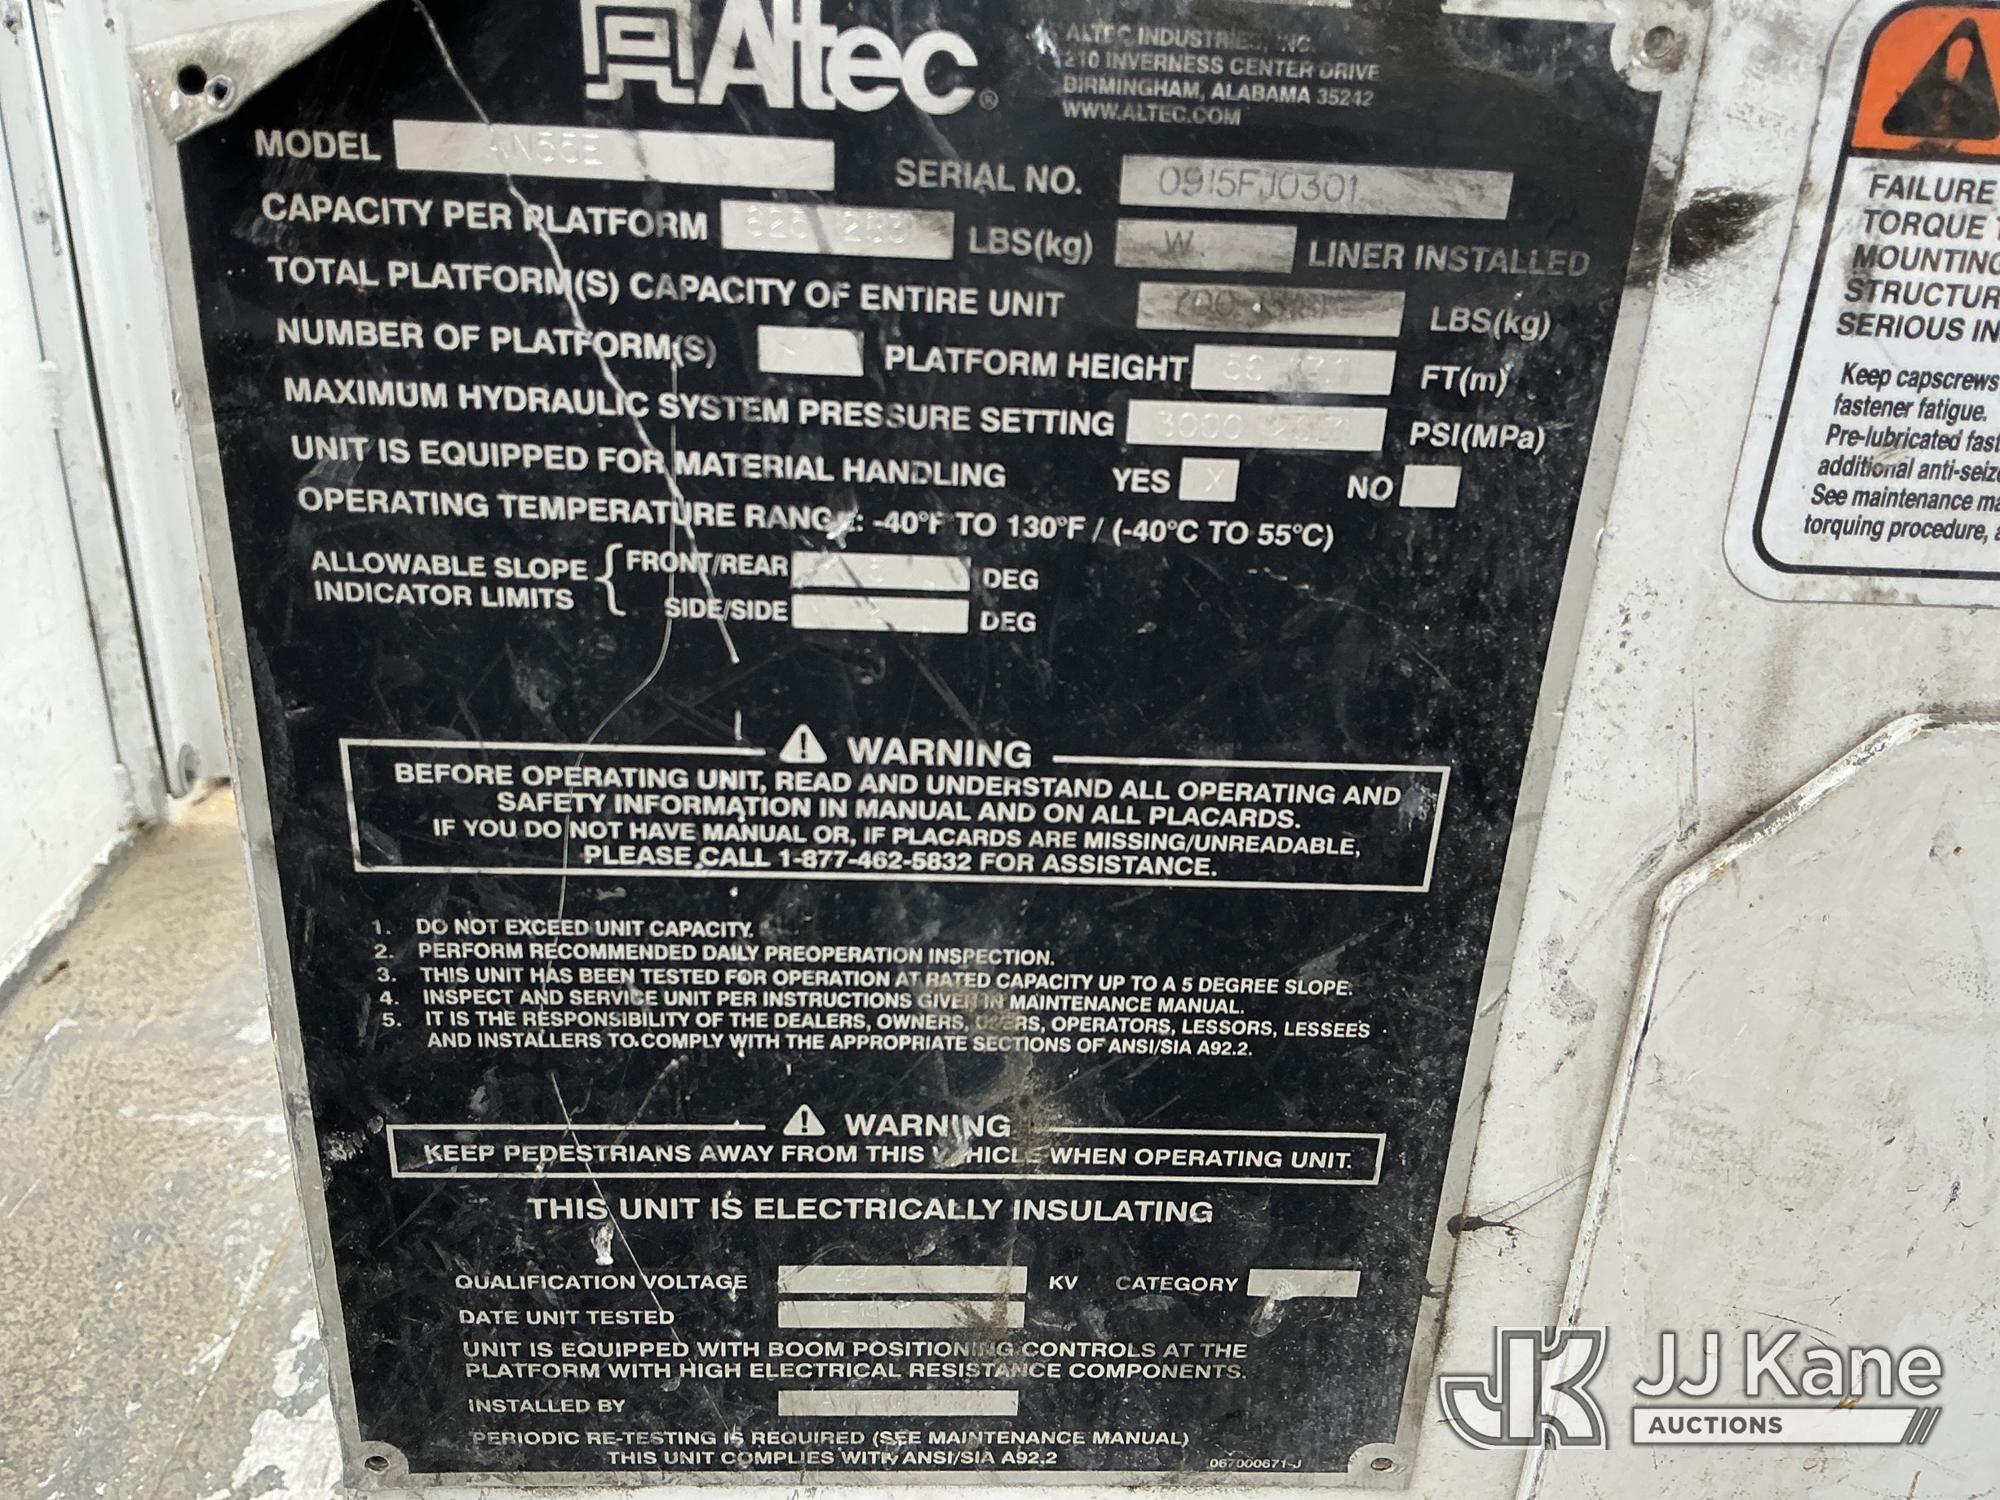 Altec®
ALTEC INDUSTRIES, INC.
210 INVERNESS CENTER DRIVE
BIRMINGHAM, ALABAMA 35242
WWW.ALTEC.COM
MODEL AN55E SERIAL NO. 0915FJ0301
CAPACITY PER PLATFORM LBS(kg) W LINER INSTALLED
TOTAL PLATFORM(S) CAPACITY OF ENTIRE UNIT 700 LBS(kg)
NUMBER OF PLATFORM(S) PLATFORM HEIGHT FT(m)
MAXIMUM HYDRAULIC SYSTEM PRESSURE SETTING 3000 PSI(MPa)
UNIT IS EQUIPPED FOR MATERIAL HANDLING YES X NO
OPERATING TEMPERATURE RANGE: -40°F TO 130°F / (-40°C TO 55°C)
ALLOWABLE SLOPE INDICATOR LIMITS { FRONT/REAR DEG
SIDE/SIDE DEG
⚠ WARNING
BEFORE OPERATING UNIT, READ AND UNDERSTAND ALL OPERATING AND
SAFETY INFORMATION IN MANUAL AND ON ALL PLACARDS.
IF YOU DO NOT HAVE MANUAL OR, IF PLACARDS ARE MISSING/UNREADABLE,
PLEASE CALL 1-877-462-5832 FOR ASSISTANCE.
1. DO NOT EXCEED UNIT CAPACITY.
2. PERFORM RECOMMENDED DAILY PREOPERATION INSPECTION.
3. THIS UNIT HAS BEEN TESTED FOR OPERATION AT RATED CAPACITY UP TO A 5 DEGREE SLOPE.
4. INSPECT AND SERVICE UNIT PER INSTRUCTIONS GIVEN IN MAINTENANCE MANUAL.
5. IT IS THE RESPONSIBILITY OF THE DEALERS, OWNERS, USERS, OPERATORS, LESSORS, LESSEES
AND INSTALLERS TO COMPLY WITH THE APPROPRIATE SECTIONS OF ANSI/SIA A92.2.
⚠ WARNING
KEEP PEDESTRIANS AWAY FROM THIS VEHICLE WHEN OPERATING UNIT.
THIS UNIT IS ELECTRICALLY INSULATING
QUALIFICATION VOLTAGE KV CATEGORY
DATE UNIT TESTED
UNIT IS EQUIPPED WITH BOOM POSITIONING CONTROLS AT THE
PLATFORM WITH HIGH ELECTRICAL RESISTANCE COMPONENTS.
INSTALLED BY
PERIODIC RE-TESTING IS REQUIRED (SEE MAINTENANCE MANUAL)
THIS UNIT COMPLIES WITH ANSI/SIA A92.2
067000671-J
FAILURE
TORQUE
MOUNTING
STRUCTUR
SERIOUS IN
Keep capscrews
fastener fatigue.
Pre-lubricated fast
additional anti-seiz
See maintenance ma
torquing procedure,
JK JJ Kane
AUCTIONS